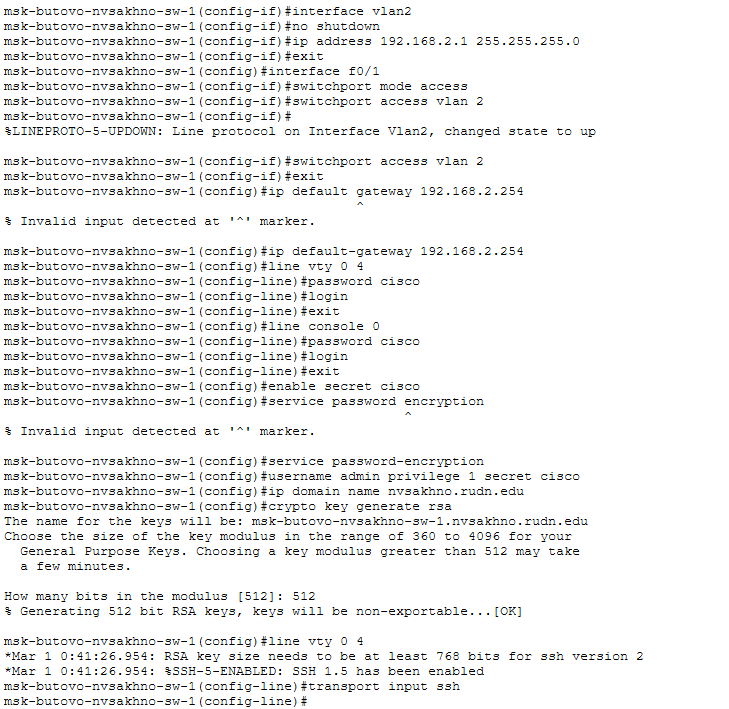 msk-butovo-nvsakhno-sw-1(config-if)#interface vlan2
msk-butovo-nvsakhno-sw-1(config-if)#no shutdown
msk-butovo-nvsakhno-sw-1(config-if)#ip address 192.168.2.1 255.255.255.0
msk-butovo-nvsakhno-sw-1(config-if)#exit
msk-butovo-nvsakhno-sw-1(config)#interface f0/1
msk-butovo-nvsakhno-sw-1(config-if)#switchport mode access
msk-butovo-nvsakhno-sw-1(config-if)#switchport access vlan 2
msk-butovo-nvsakhno-sw-1(config-if)#
%LINEPROTO-5-UPDOWN: Line protocol on Interface Vlan2, changed state to up
msk-butovo-nvsakhno-sw-1(config-if)#switchport access vlan 2
msk-butovo-nvsakhno-sw-1(config-if)#exit
msk-butovo-nvsakhno-sw-1(config)#ip default gateway 192.168.2.254
^
% Invalid input detected at '^' marker.
msk-butovo-nvsakhno-sw-1(config)#ip default-gateway 192.168.2.254
msk-butovo-nvsakhno-sw-1(config)#line vty 0 4
msk-butovo-nvsakhno-sw-1(config-line)#password cisco
msk-butovo-nvsakhno-sw-1(config-line)#login
msk-butovo-nvsakhno-sw-1(config-line)#exit
msk-butovo-nvsakhno-sw-1(config)#line console 0
msk-butovo-nvsakhno-sw-1(config-line)#password cisco
msk-butovo-nvsakhno-sw-1(config-line)#login
msk-butovo-nvsakhno-sw-1(config-line)#exit
msk-butovo-nvsakhno-sw-1(config)#enable secret cisco
msk-butovo-nvsakhno-sw-1(config)#service password encryption
^
% Invalid input detected at '^' marker.
msk-butovo-nvsakhno-sw-1(config)#service password-encryption
msk-butovo-nvsakhno-sw-1(config)#username admin privilege 1 secret cisco
msk-butovo-nvsakhno-sw-1(config)#ip domain name nvsakhno.rudn.edu
msk-butovo-nvsakhno-sw-1(config)#crypto key generate rsa
The name for the keys will be: msk-butovo-nvsakhno-sw-1.nvsakhno.rudn.edu
Choose the size of the key modulus in the range of 360 to 4096 for your
General Purpose Keys. Choosing a key modulus greater than 512 may take
a few minutes.
How many bits in the modulus [512]: 512
% Generating 512 bit RSA keys, keys will be non-exportable...[OK]
msk-butovo-nvsakhno-sw-1(config)#line vty 0 4
*Mar 1 0:41:26.954: RSA key size needs to be at least 768 bits for ssh version 2
*Mar 1 0:41:26.954: %SSH-5-ENABLED: SSH 1.5 has been enabled
msk-butovo-nvsakhno-sw-1(config-line)#transport input ssh
msk-butovo-nvsakhno-sw-1(config-line)#